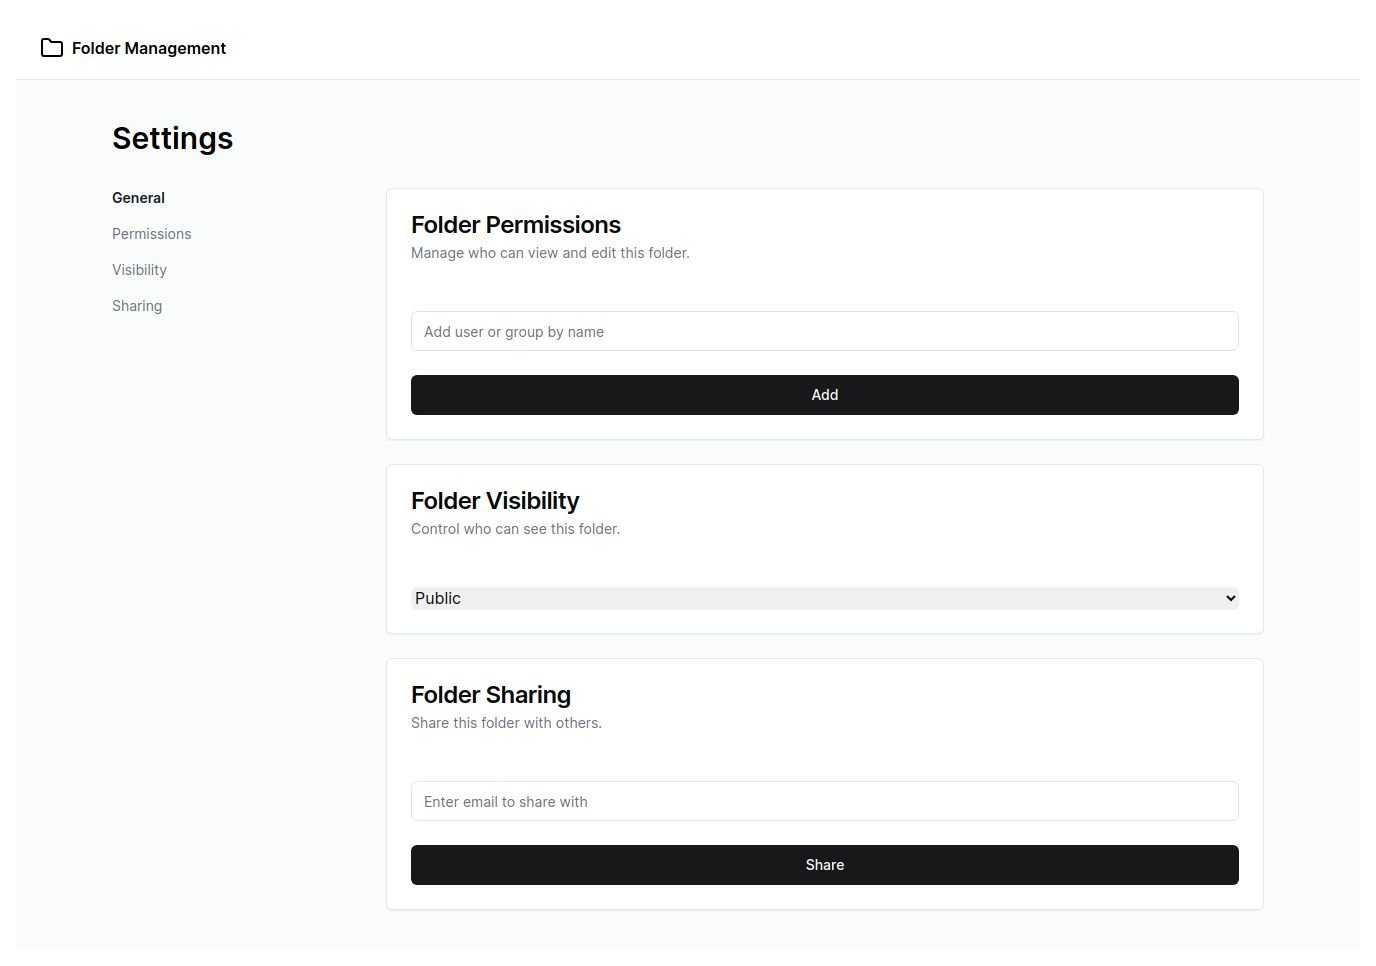 Folder Management
Settings
General
Permissions
Visibility
Sharing
Folder Permissions
Manage who can view and edit this folder.
Add user or group by name
Add
Folder Visibility
Control who can see this folder.
Public
Folder Sharing
Share this folder with others.
Enter email to share with
Share